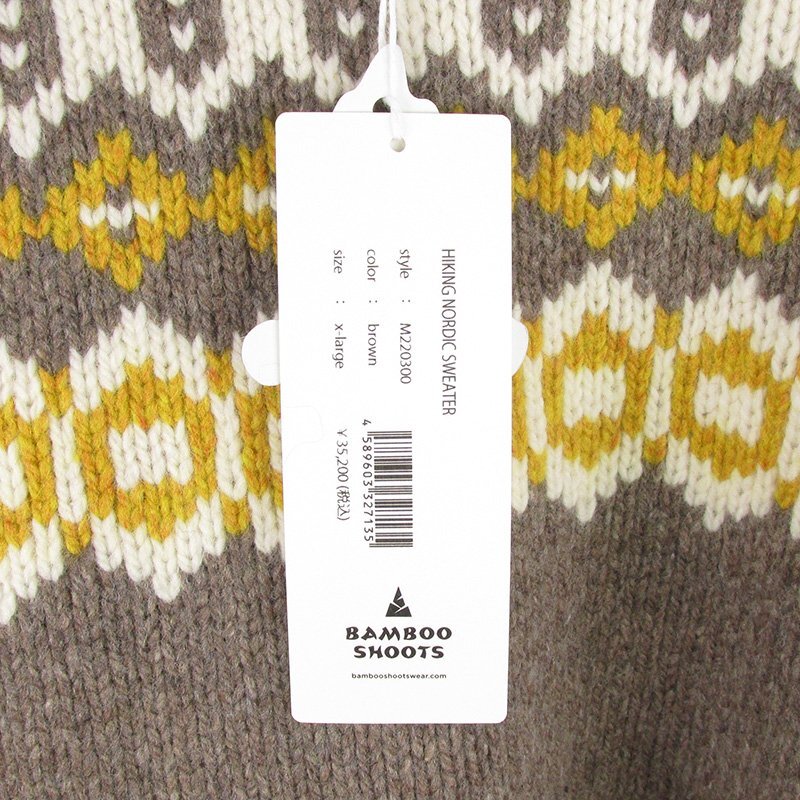 HIKING NORDIC SWEATER
style : M220300
color : brown
size : x-large
4 589603 327135
¥ 35,200 (税込)
BAMBOO
SHOOTS
bambooshootswear.com